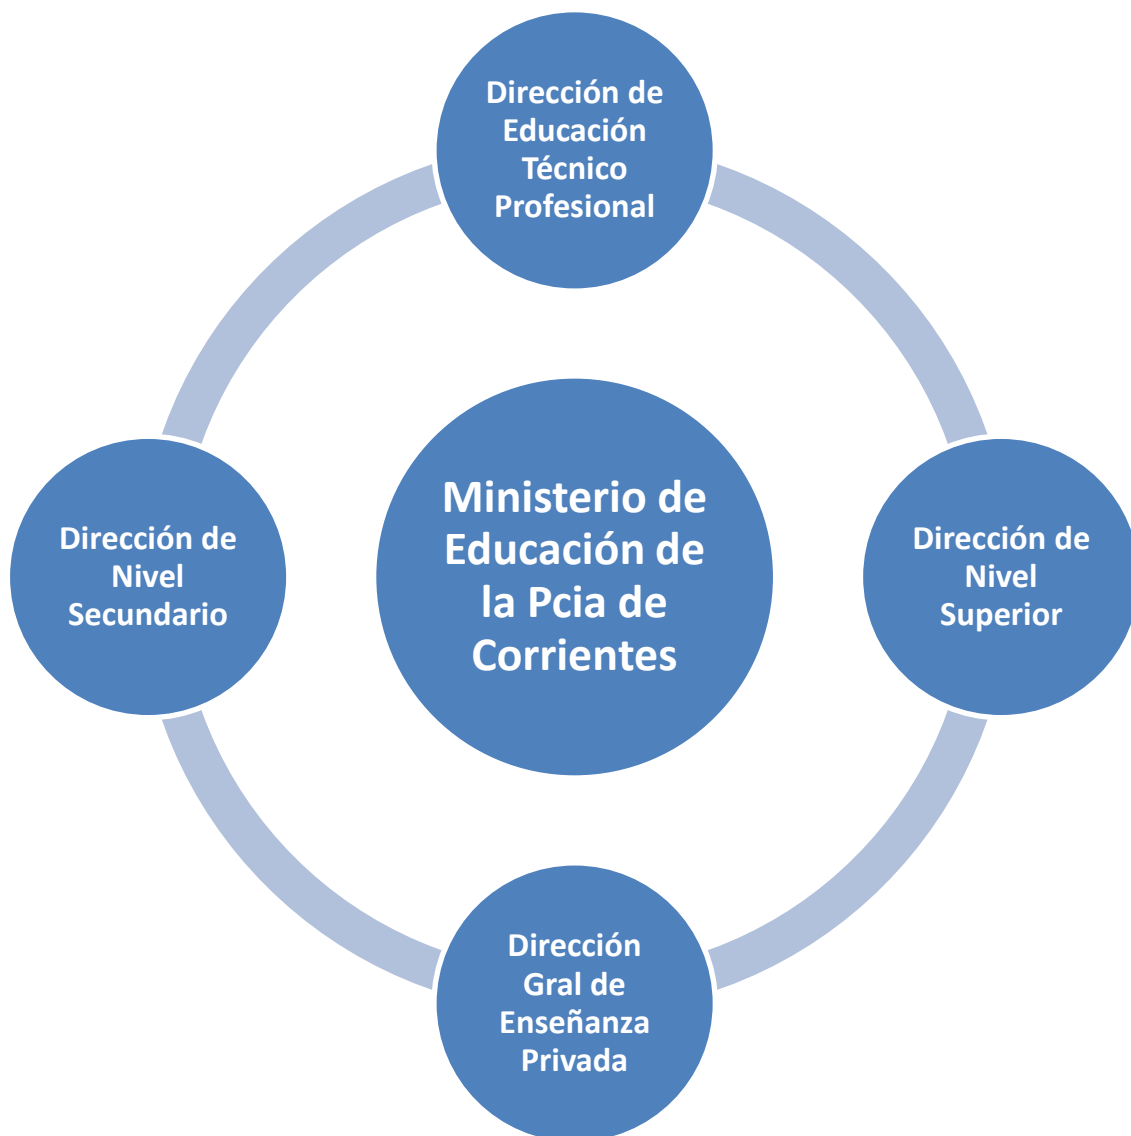 Dirección de
Educación
Técnico
Profesional
Ministerio de
Educación de
la Pcia de
Corrientes
Dirección de
Nivel
Secundario
Dirección de
Nivel
Superior
Dirección
Gral de
Enseñanza
Privada